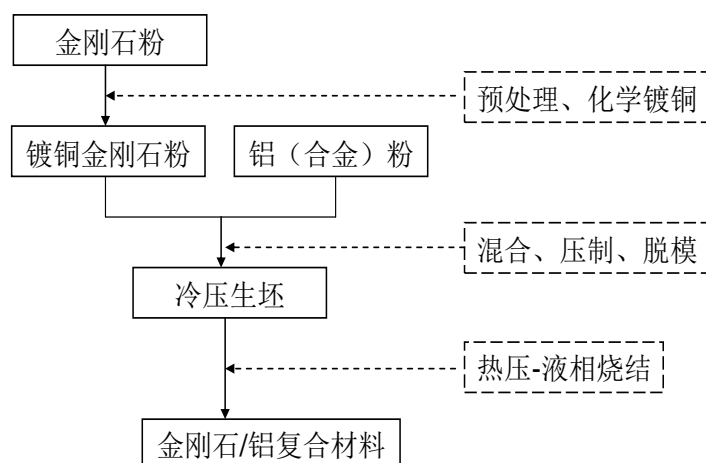 金刚石粉
预处理、化学镀铜
镀铜金刚石粉
铝（合金）粉
混合、压制、脱模
冷压生坯
热压-液相烧结
金刚石/铝复合材料